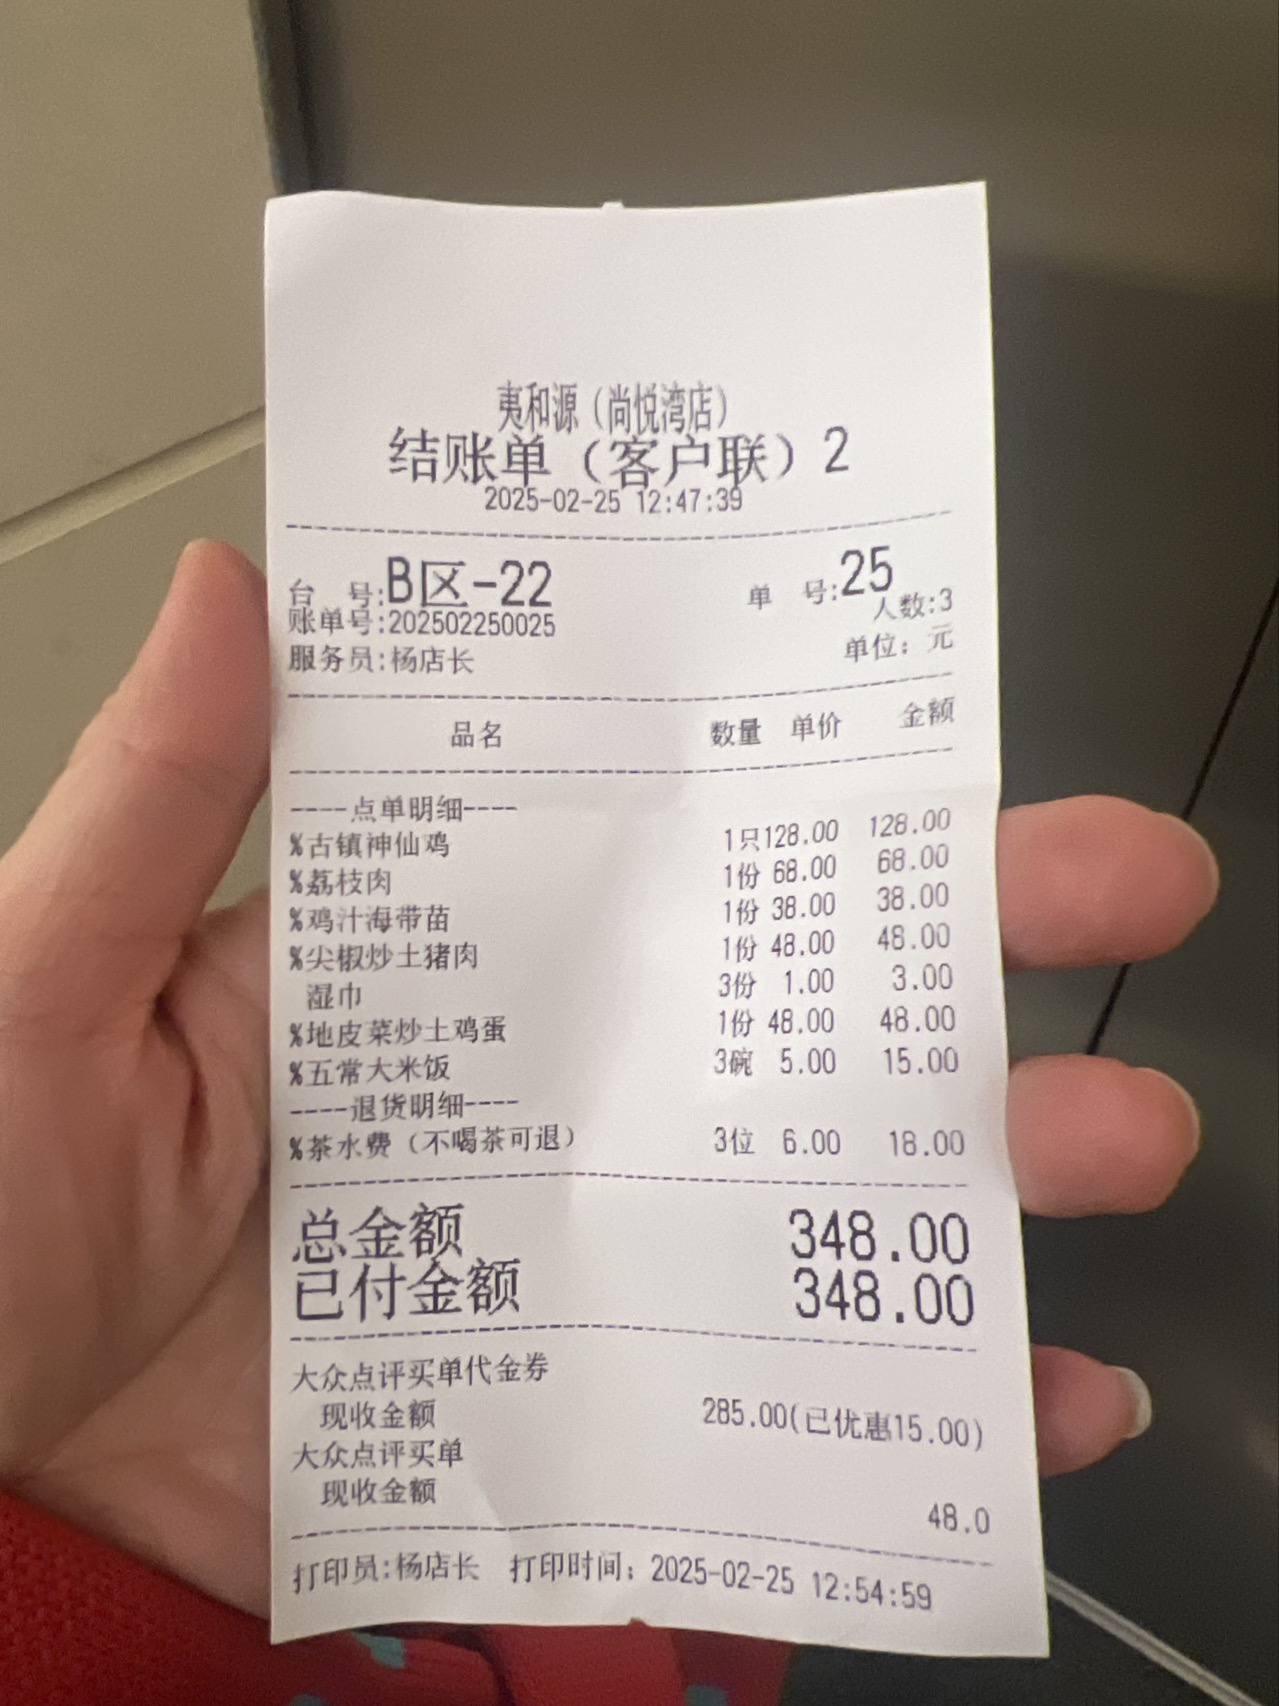 夷和源（尚悦湾店）
结账单（客户联）2
2025-02-25 12:47:39
台 号:B区-22 单 号:25
账单号:202502250025 人数:3
服务员:杨店长 单位：元
品名 数量 单价 金额
----点单明细----
%古镇神仙鸡 1只128.00 128.00
%荔枝肉 1份 68.00 68.00
%鸡汁海带苗 1份 38.00 38.00
%尖椒炒土猪肉 1份 48.00 48.00
湿巾 3份 1.00 3.00
%地皮菜炒土鸡蛋 1份 48.00 48.00
%五常大米饭 3碗 5.00 15.00
----退货明细----
%茶水费（不喝茶可退） 3位 6.00 18.00
总金额 348.00
已付金额 348.00
大众点评买单代金券
现收金额 285.00(已优惠15.00)
大众点评买单
现收金额 48.0
打印员:杨店长 打印时间：2025-02-25 12:54:59